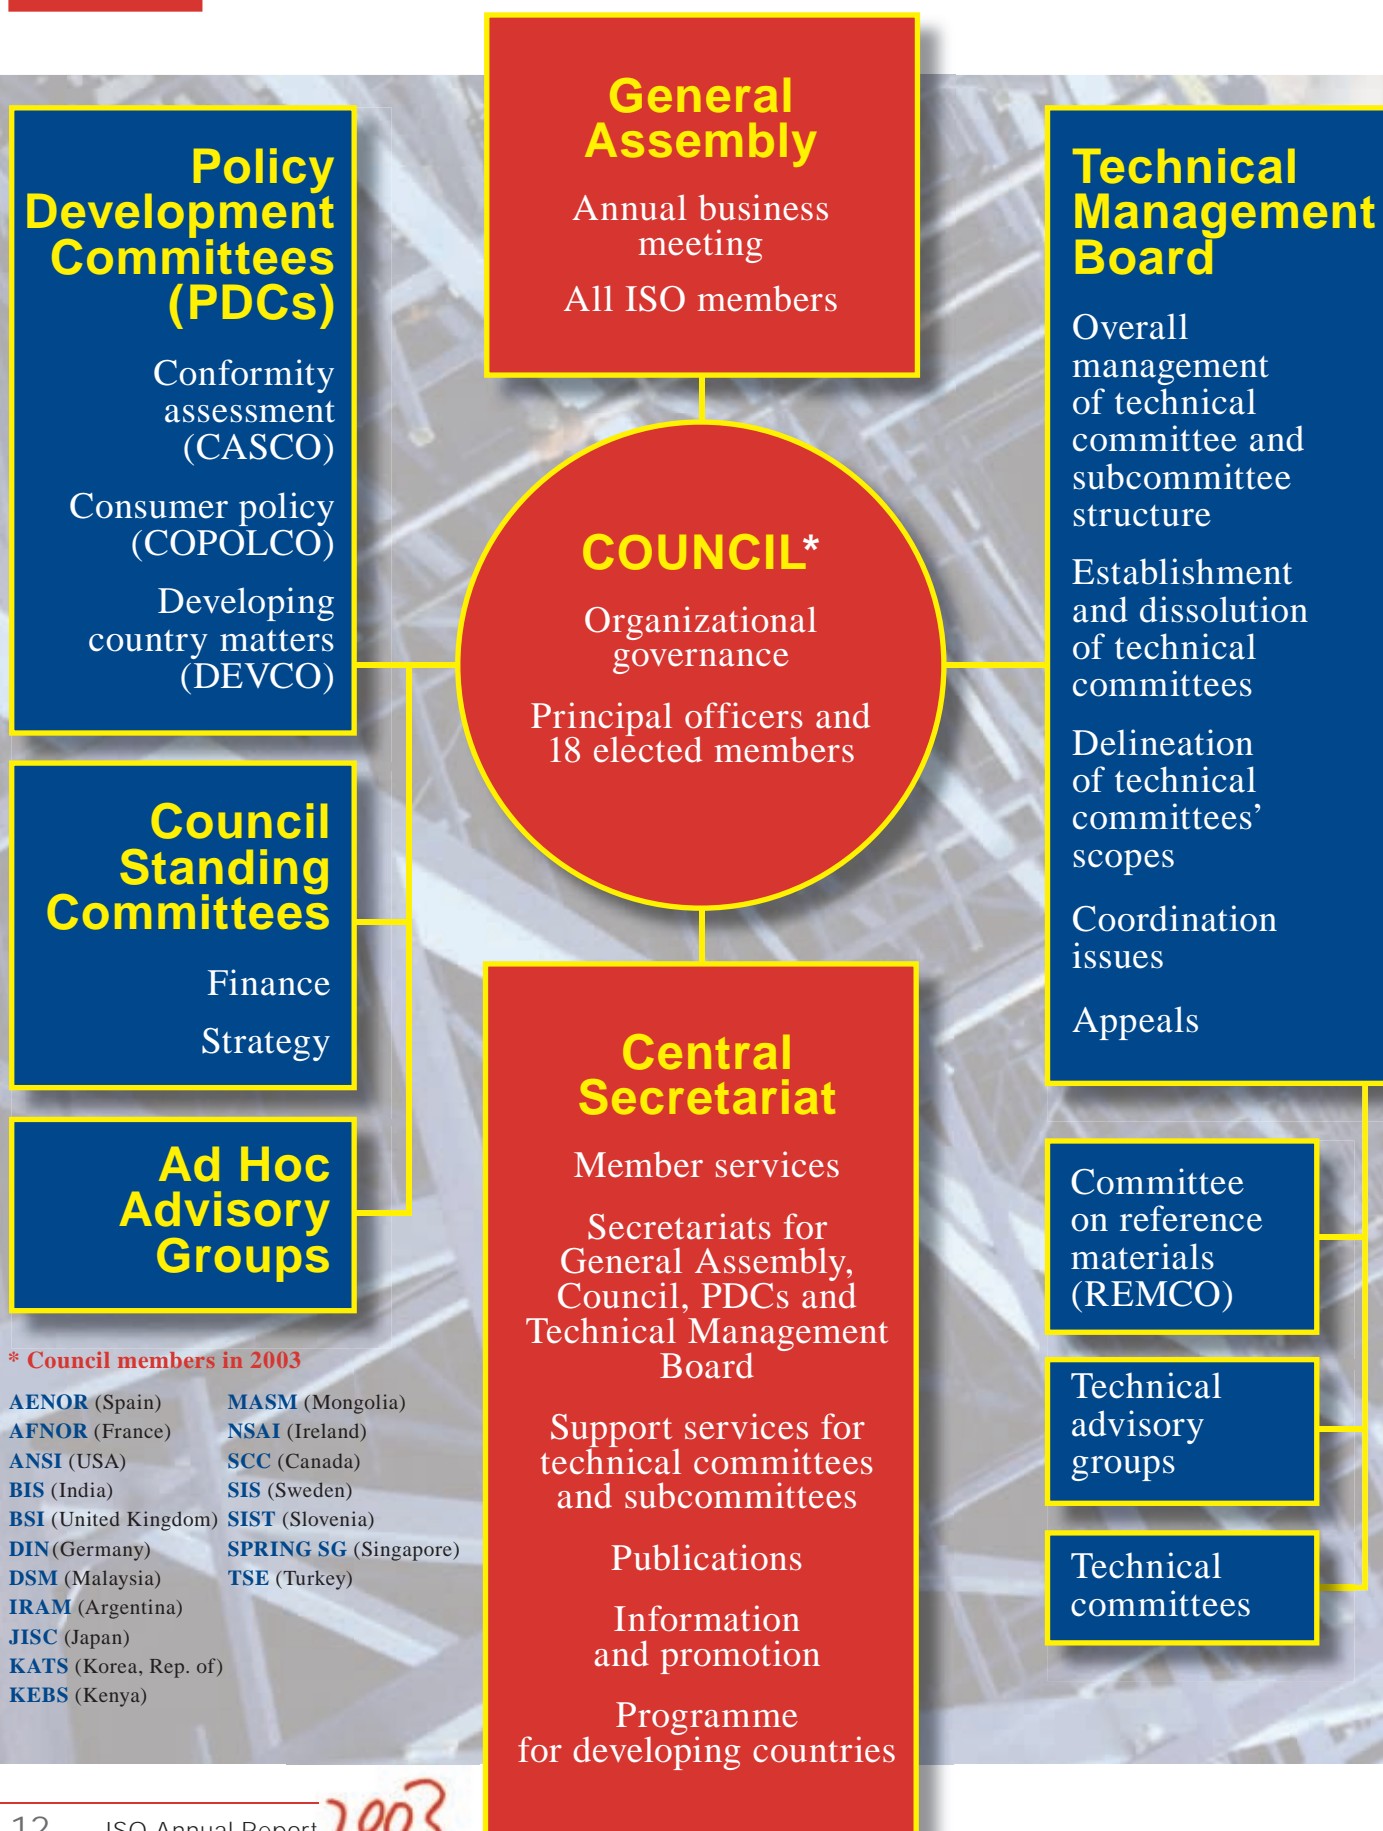 General
Assembly
Annual business
meeting
All ISO members
Policy
Development
Committees
(PDCs)
Conformity
assessment
(CASCO)
Consumer policy
(COPOLCO)
Developing
country matters
(DEVCO)
Council
Standing
Committees
Finance
Strategy
Ad Hoc
Advisory
Groups
COUNCIL*
Organizational
governance
Principal officers and
18 elected members
Central
Secretariat
Member services
Secretariats for
General Assembly,
Council, PDCs and
Technical Management
Board
Support services for
technical committees
and subcommittees
Publications
Information
and promotion
Programme
for developing countries
Technical
Management
Board
Overall
management
of technical
committee and
subcommittee
structure
Establishment
and dissolution
of technical
committees
Delineation
of technical
committees’
scopes
Coordination
issues
Appeals
Committee
on reference
materials
(REMCO)
Technical
advisory
groups
Technical
committees
* Council members in 2003
AENOR (Spain)
AFNOR (France)
ANSI (USA)
BIS (India)
BSI (United Kingdom)
DIN (Germany)
DSM (Malaysia)
IRAM (Argentina)
JISC (Japan)
KATS (Korea, Rep. of)
KEBS (Kenya)
MASM (Mongolia)
NSAI (Ireland)
SCC (Canada)
SIS (Sweden)
SIST (Slovenia)
SPRING SG (Singapore)
TSE (Turkey)
12 ISO Annual Report 2003